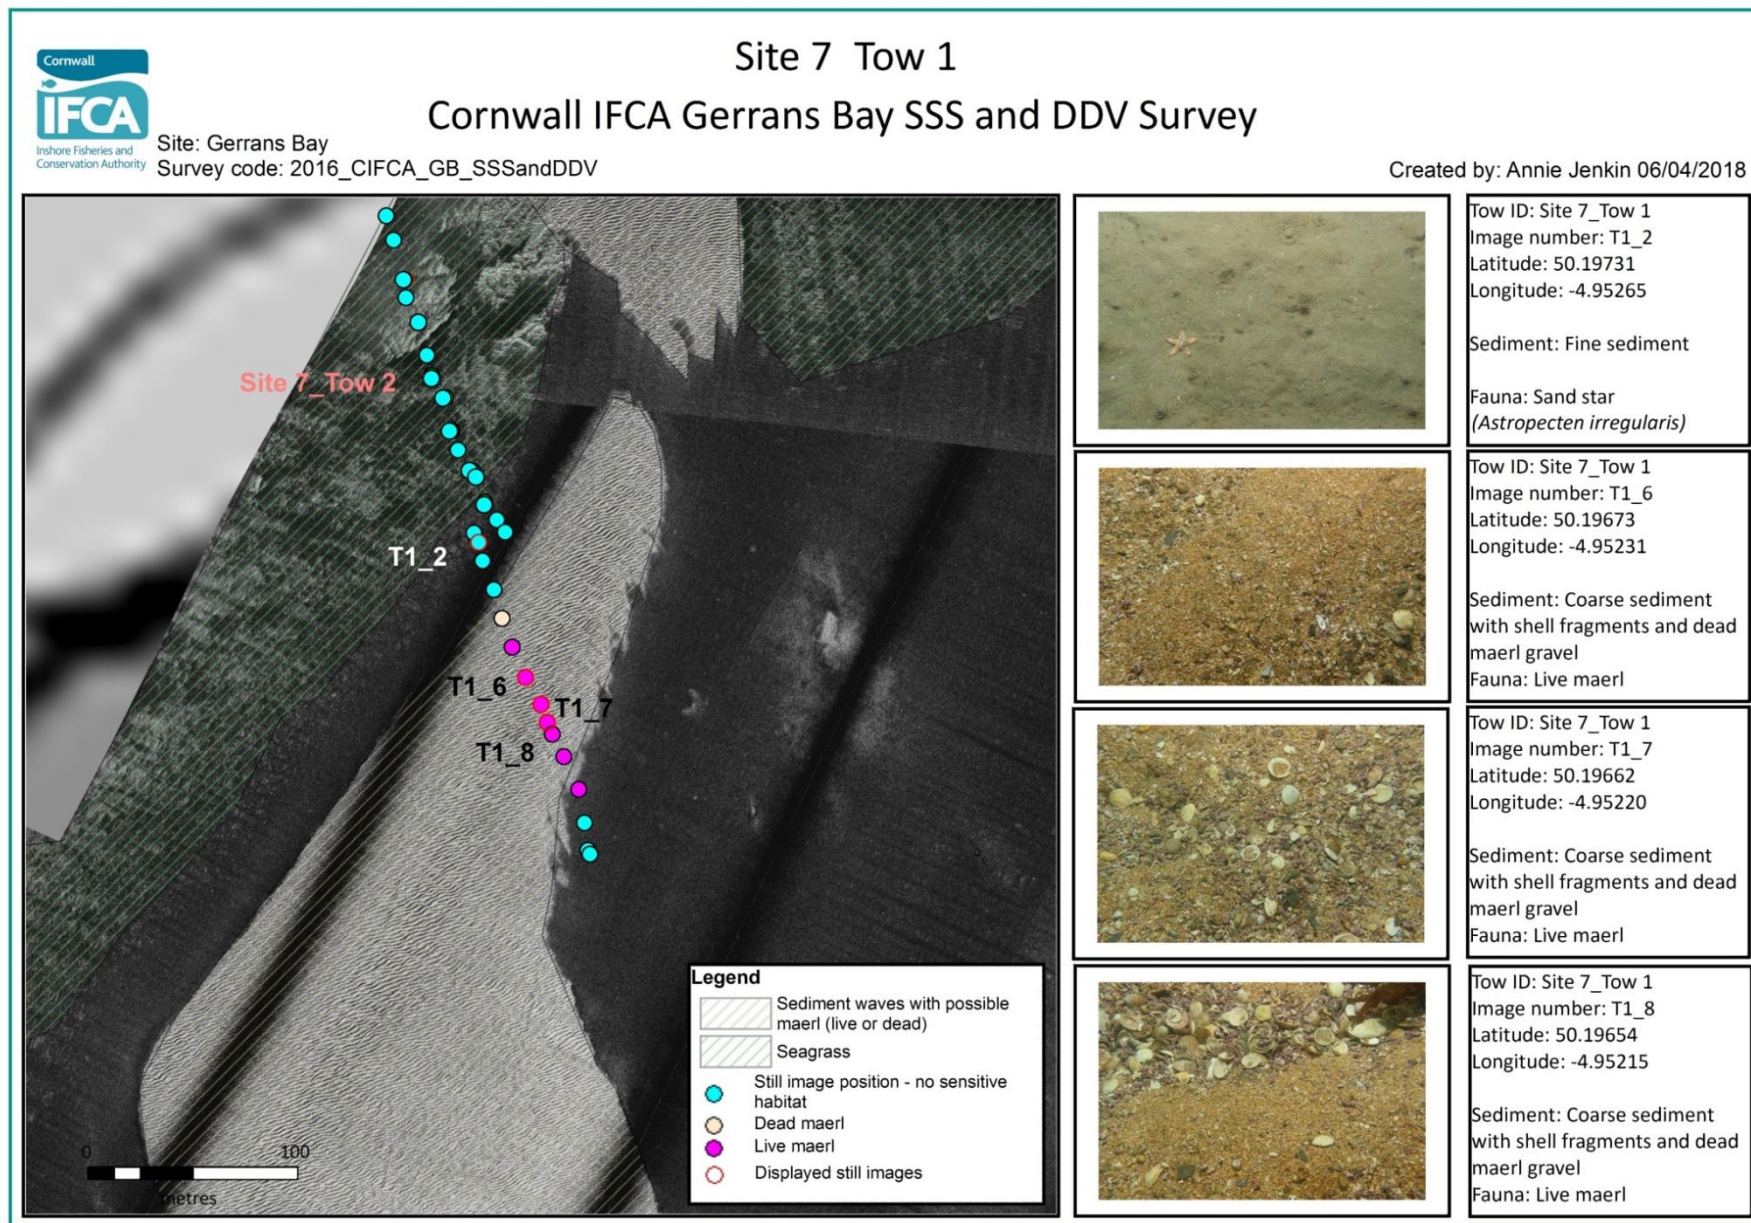 Site 7 Tow 1
Cornwall IFCA Gerrans Bay SSS and DDV Survey
Cornwall
IFCA
Inshore Fisheries and
Conservation Authority
Site: Gerrans Bay
Survey code: 2016_CIFCA_GB_SSSandDDV
Created by: Annie Jenkin 06/04/2018
Site 7_Tow 2
T1_2
T1_6
T1_7
T1_8
0 100
metres
Legend
Sediment waves with possible
maerl (live or dead)
Seagrass
Still image position - no sensitive
habitat
Dead maerl
Live maerl
Displayed still images
Tow ID: Site 7_Tow 1
Image number: T1_2
Latitude: 50.19731
Longitude: -4.95265
Sediment: Fine sediment
Fauna: Sand star
(Astropecten irregularis)
Tow ID: Site 7_Tow 1
Image number: T1_6
Latitude: 50.19673
Longitude: -4.95231
Sediment: Coarse sediment
with shell fragments and dead
maerl gravel
Fauna: Live maerl
Tow ID: Site 7_Tow 1
Image number: T1_7
Latitude: 50.19662
Longitude: -4.95220
Sediment: Coarse sediment
with shell fragments and dead
maerl gravel
Fauna: Live maerl
Tow ID: Site 7_Tow 1
Image number: T1_8
Latitude: 50.19654
Longitude: -4.95215
Sediment: Coarse sediment
with shell fragments and dead
maerl gravel
Fauna: Live maerl